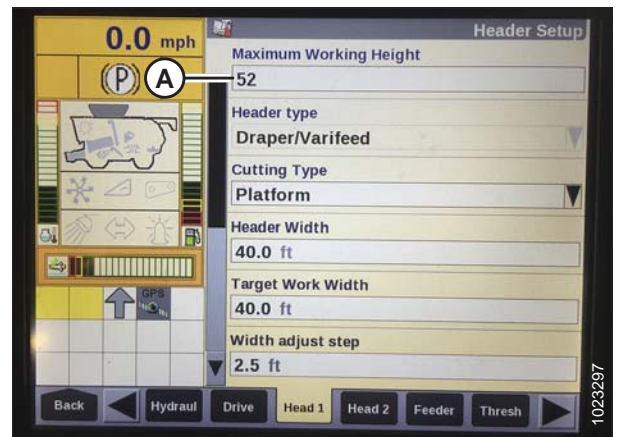 0.0 mph
Header Setup
(P)
A
Maximum Working Height
52
Header type
Draper/Varifeed
Cutting Type
Platform
Header Width
40.0 ft
Target Work Width
40.0 ft
Width adjust step
2.5 ft
GPS
Back
Hydraul
Drive
Head 1
Head 2
Feeder
Thresh
1023297